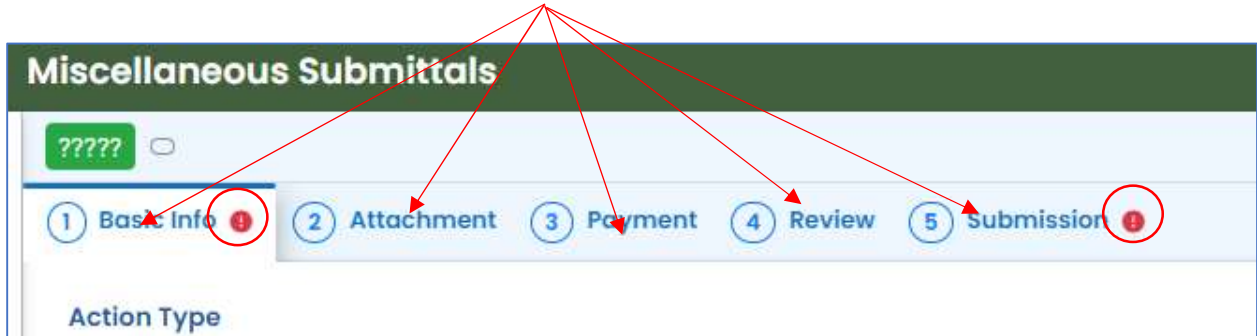 Miscellaneous Submittals
?????
1 Basic Info 2 Attachment 3 Payment 4 Review 5 Submission
Action Type